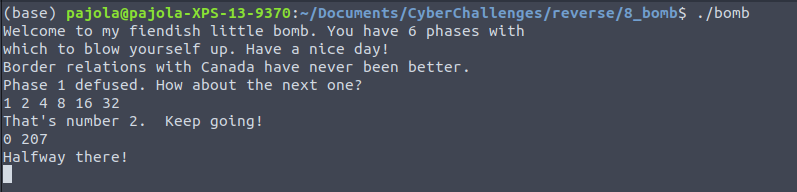 (base) pajola@pajola-XPS-13-9370:~/Documents/CyberChallenges/reverse/8_bomb$ ./bomb
Welcome to my fiendish little bomb. You have 6 phases with
which to blow yourself up. Have a nice day!
Border relations with Canada have never been better.
Phase 1 defused. How about the next one?
1 2 4 8 16 32
That's number 2.  Keep going!
0 207
Halfway there!